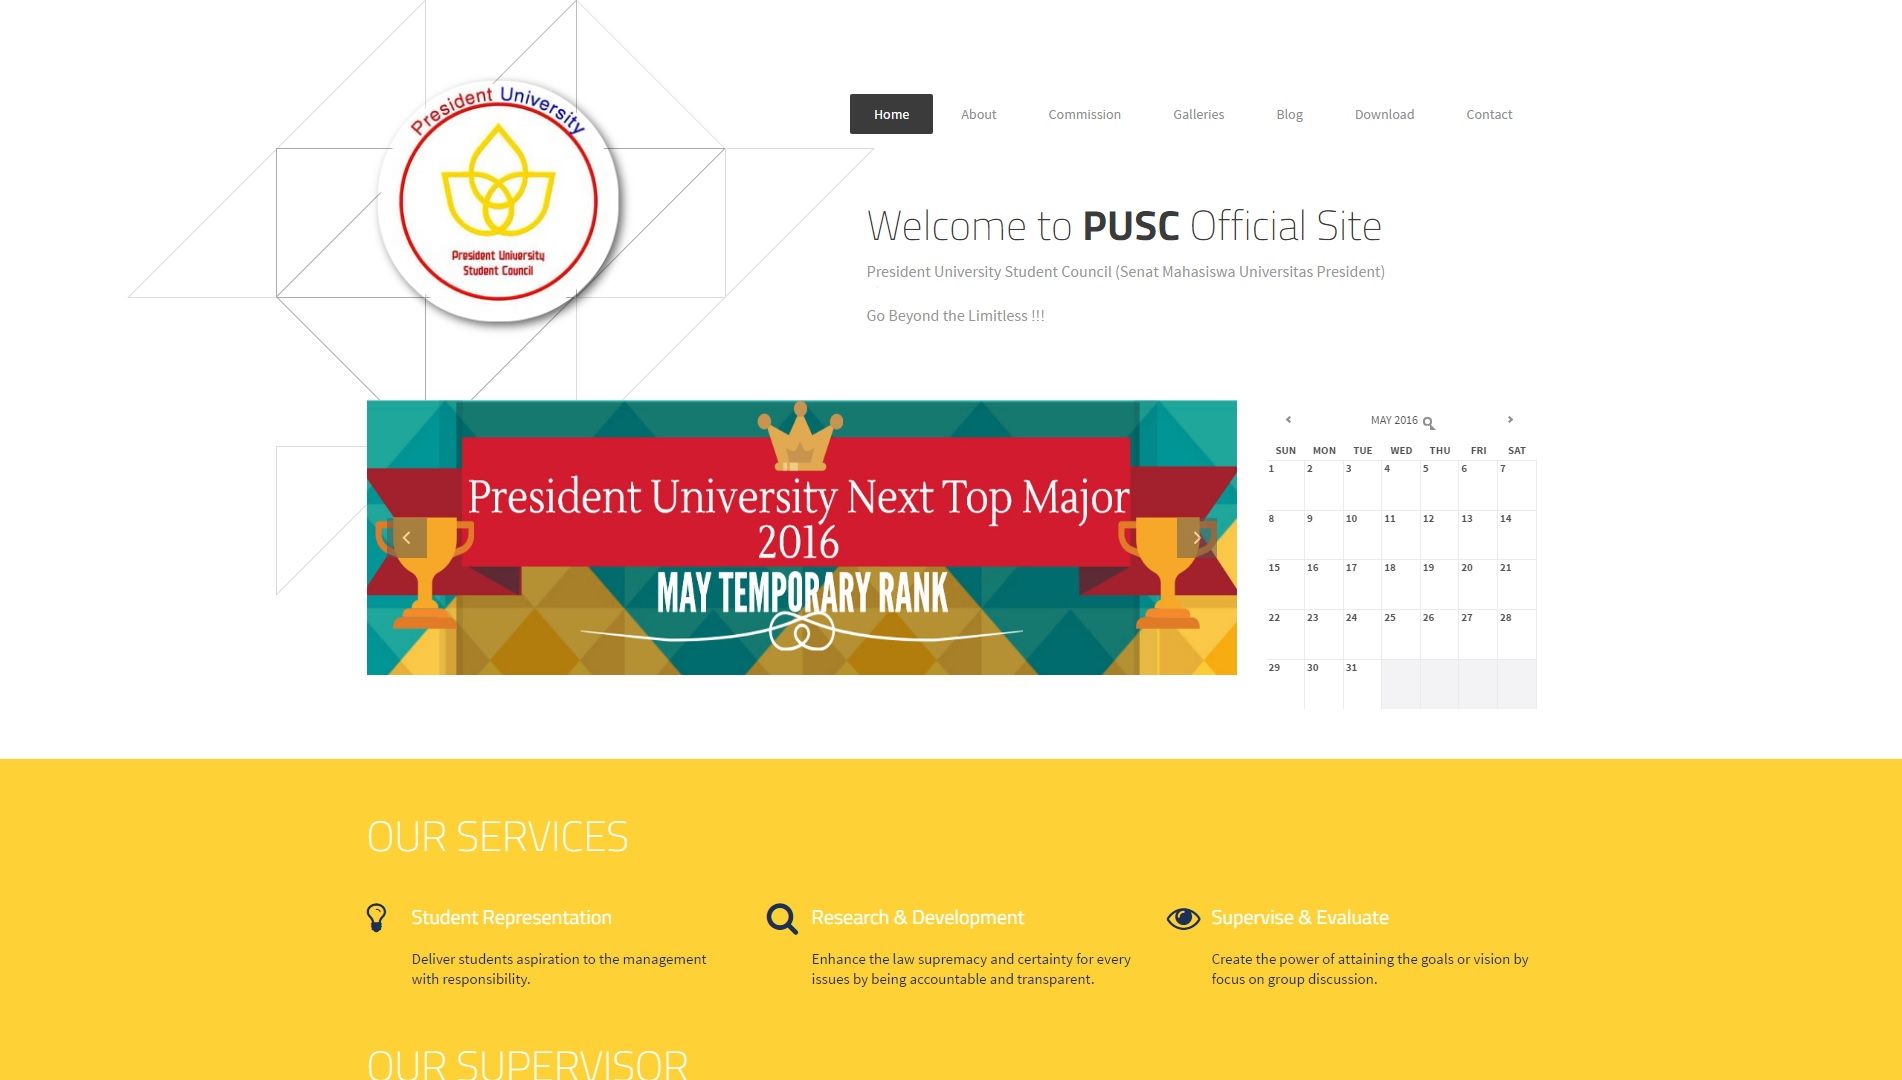 President University
President University
Student Council
Home
About
Commission
Galleries
Blog
Download
Contact
Welcome to PUSC Official Site
President University Student Council (Senat Mahasiswa Universitas President)
Go Beyond the Limitless !!!
President University Next Top Major
2016
MAY TEMPORARY RANK
MAY 2016
SUN MON TUE WED THU FRI SAT
1 2 3 4 5 6 7
8 9 10 11 12 13 14
15 16 17 18 19 20 21
22 23 24 25 26 27 28
29 30 31
OUR SERVICES
Student Representation
Deliver students aspiration to the management
with responsibility.
Research & Development
Enhance the law supremacy and certainty for every
issues by being accountable and transparent.
Supervise & Evaluate
Create the power of attaining the goals or vision by
focus on group discussion.
OUR SUPERVISOR